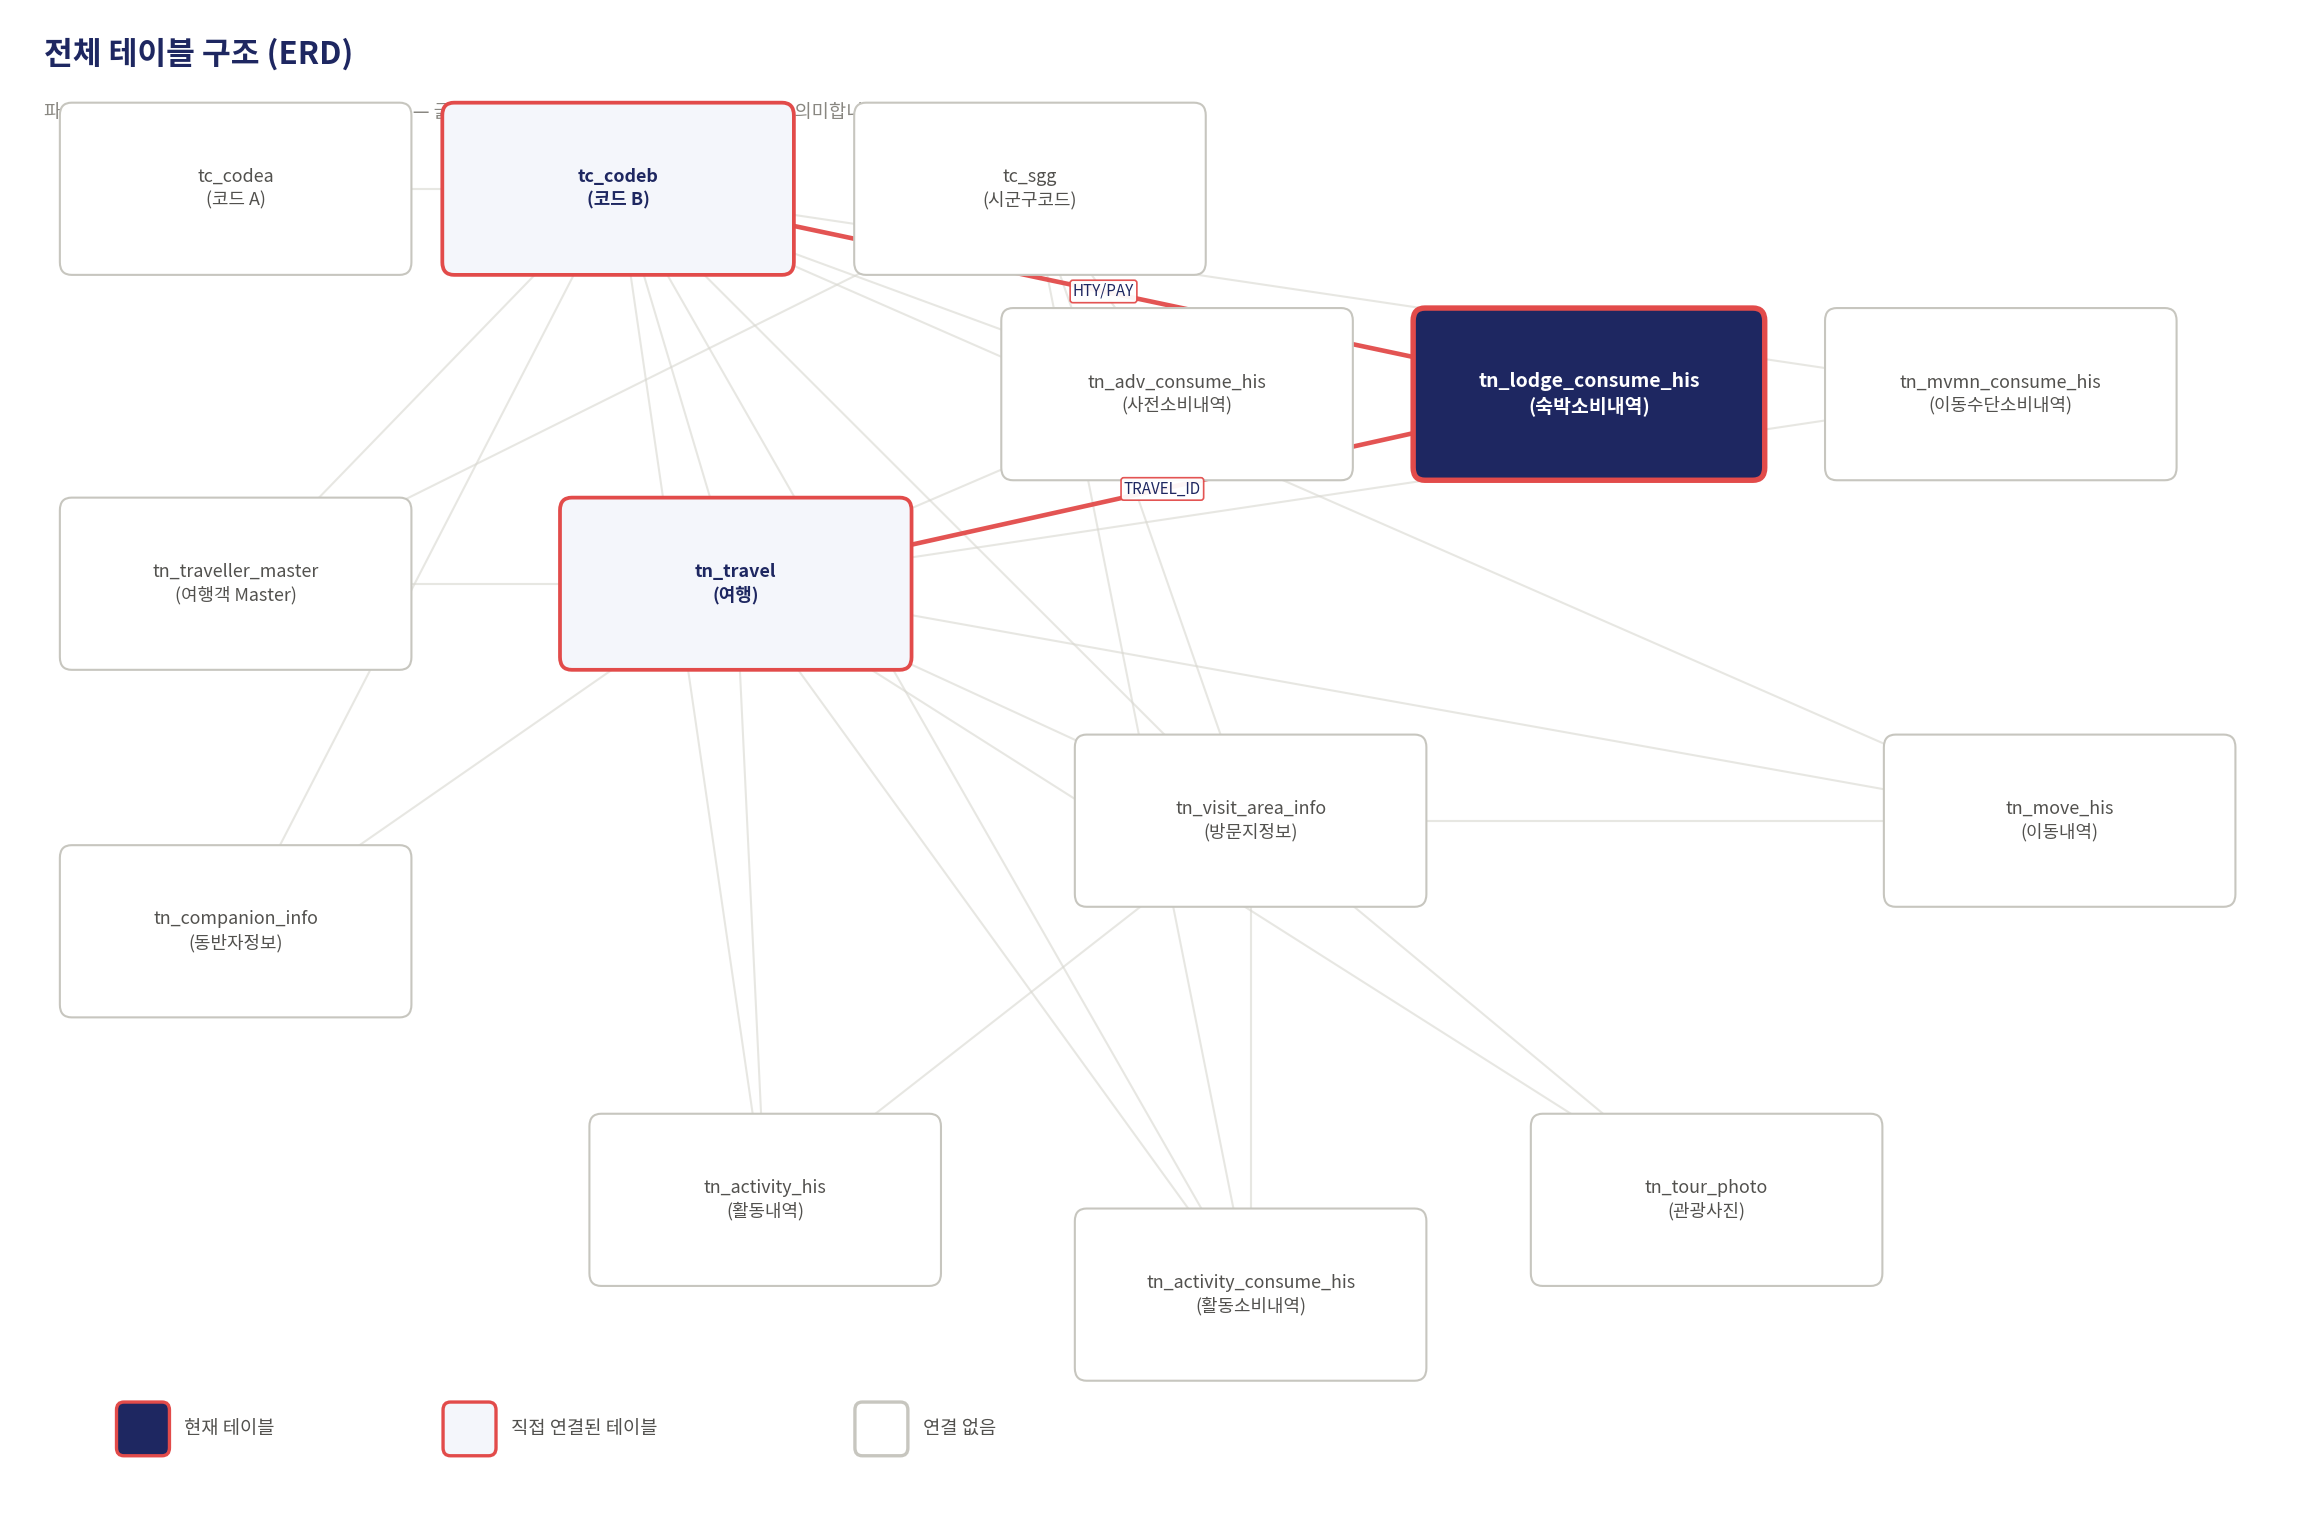 전체 테이블 구조 (ERD)
파
—
의미합니
tc_codea
(코드 A)
tc_codeb
(코드 B)
tc_sgg
(시군구코드)
HTY/PAY
tn_adv_consume_his
(사전소비내역)
tn_lodge_consume_his
(숙박소비내역)
tn_mvmn_consume_his
(이동수단소비내역)
TRAVEL_ID
tn_traveller_master
(여행객 Master)
tn_travel
(여행)
tn_visit_area_info
(방문지정보)
tn_move_his
(이동내역)
tn_companion_info
(동반자정보)
tn_activity_his
(활동내역)
tn_tour_photo
(관광사진)
tn_activity_consume_his
(활동소비내역)
현재 테이블
직접 연결된 테이블
연결 없음